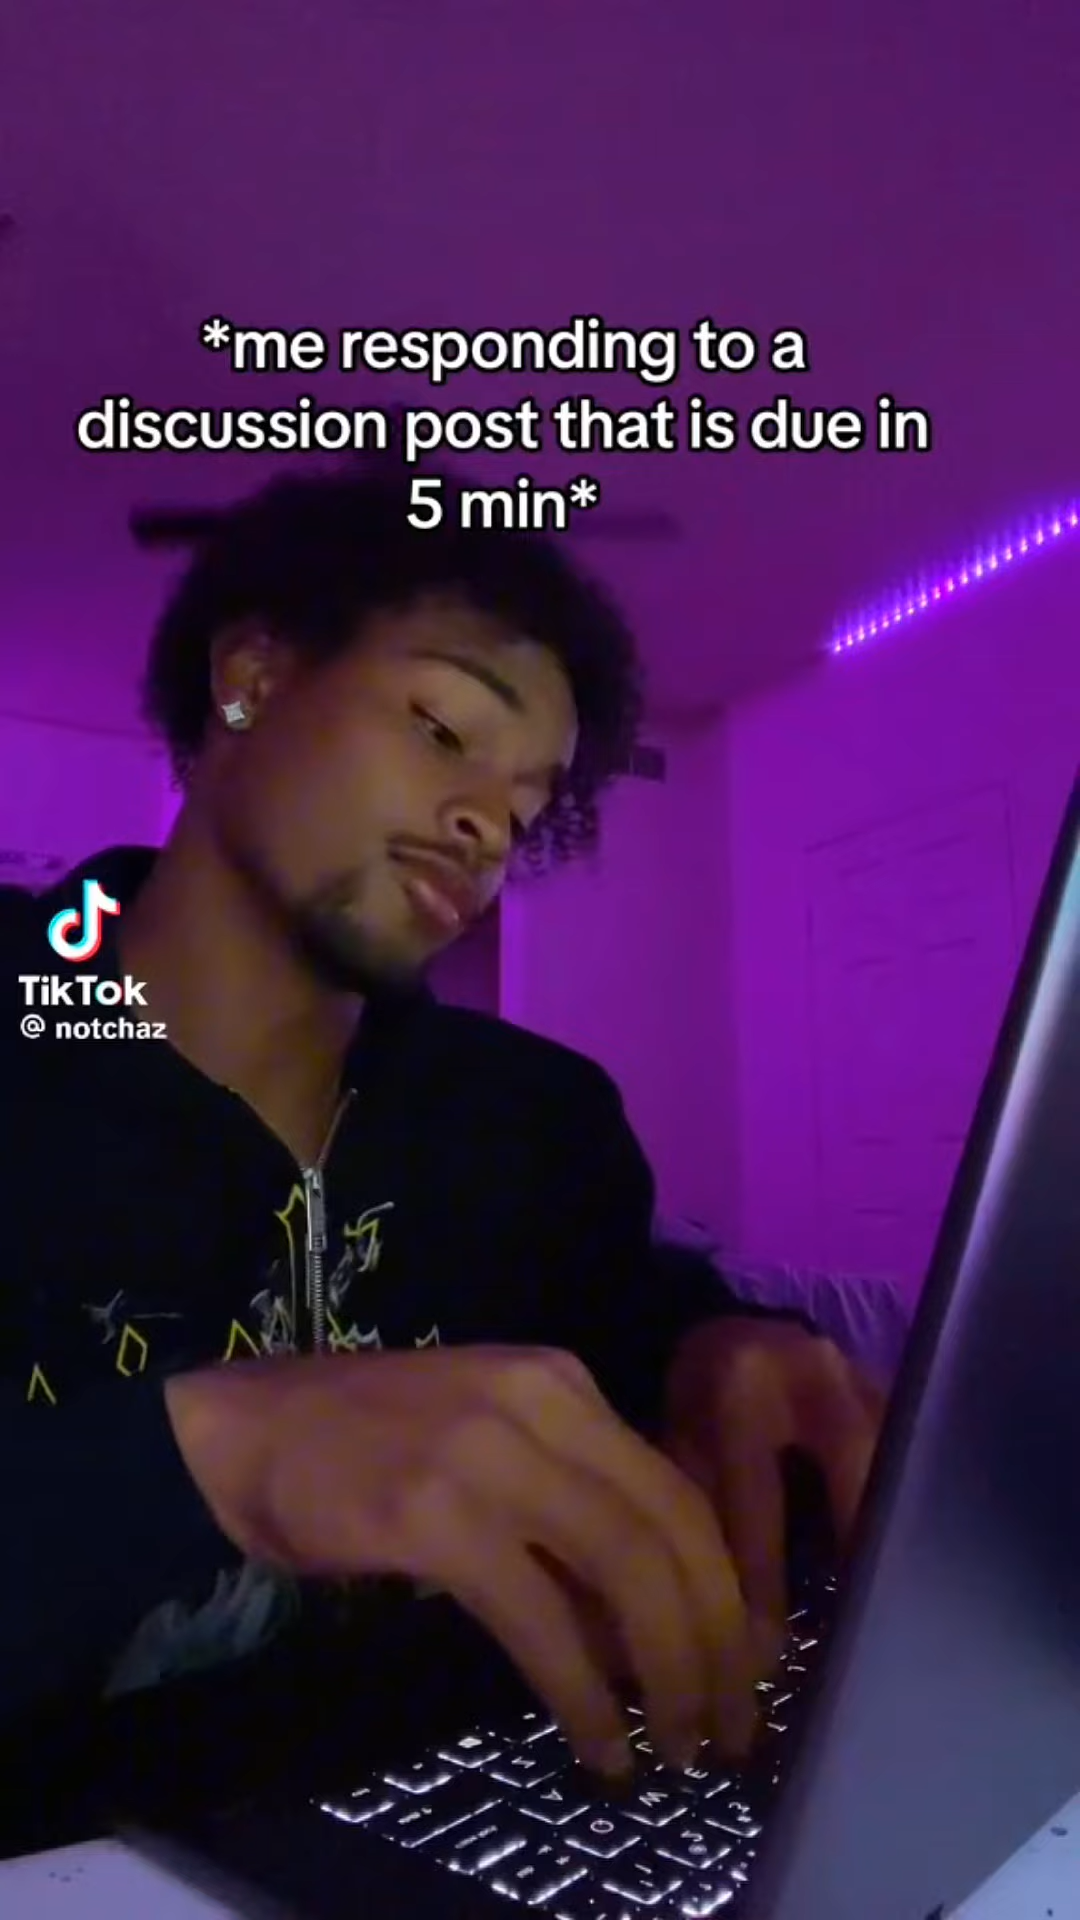 *me responding to a
discussion post that is due in
5 min*
TikTok
@ notchaz